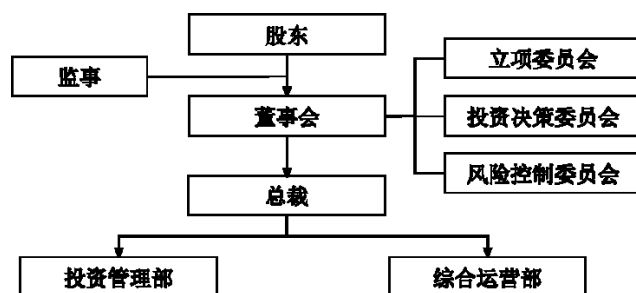 股东
监事
立项委员会
董事会
投资决策委员会
风险控制委员会
总裁
投资管理部
综合运营部